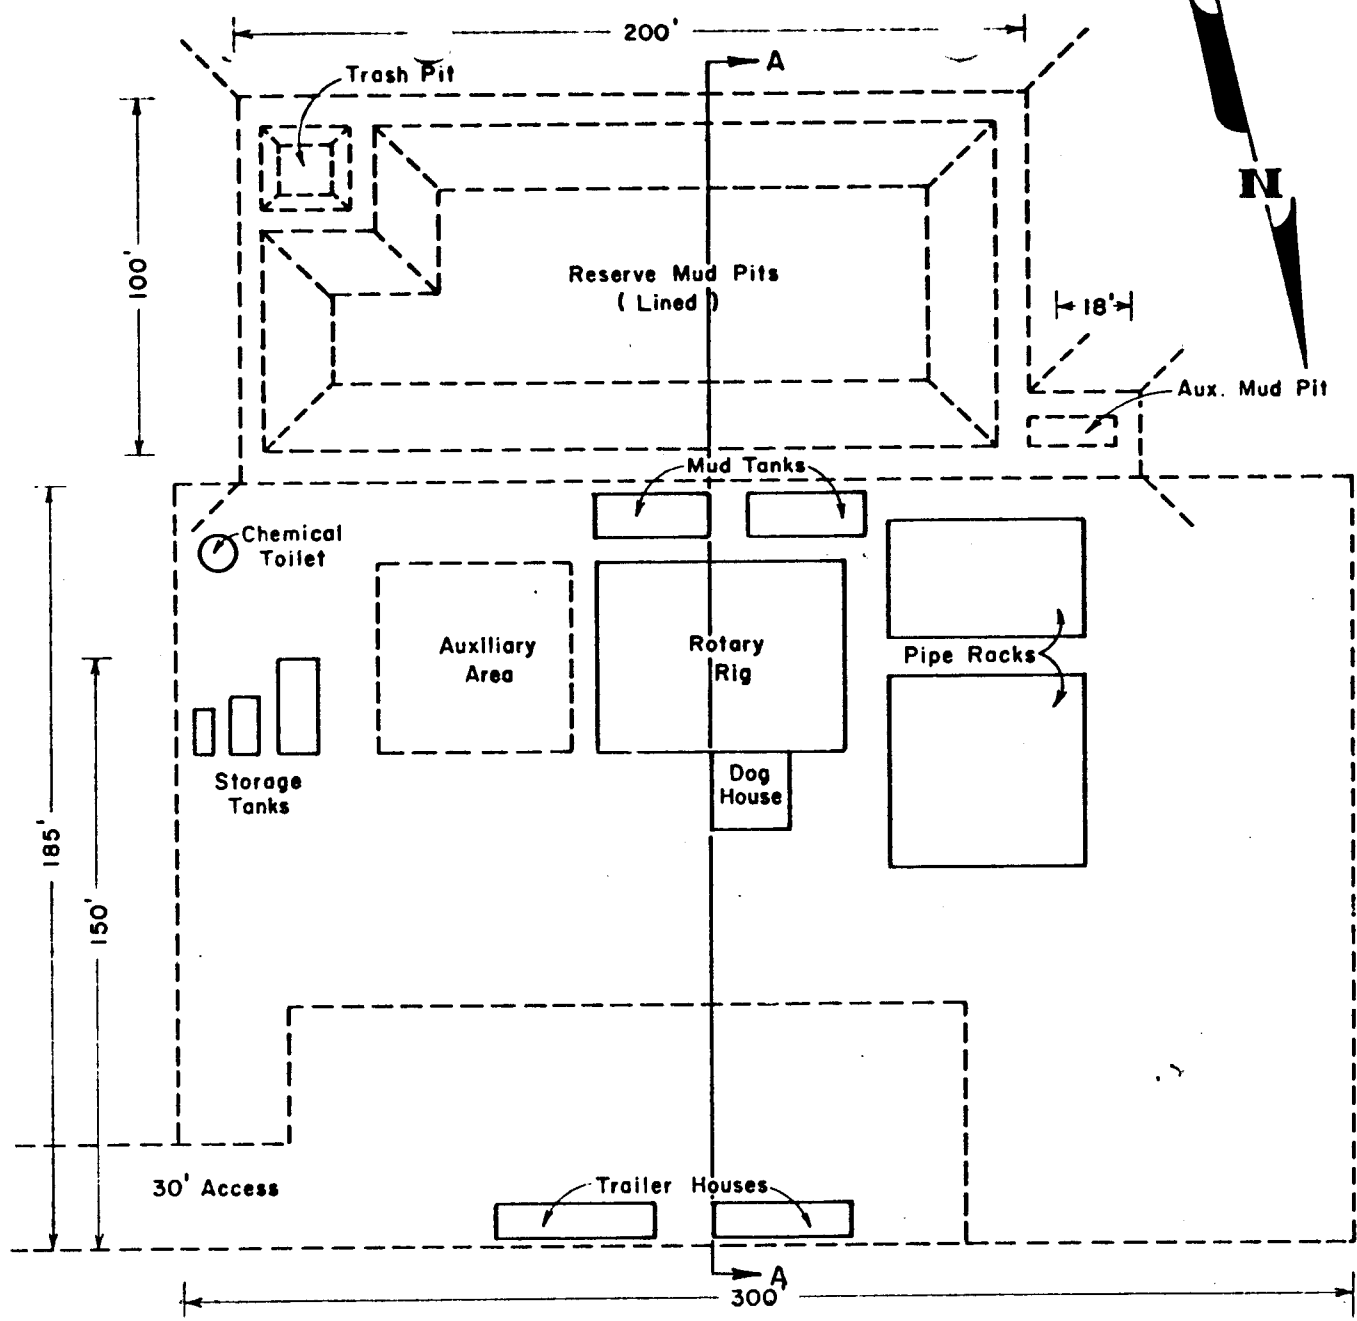 200'
A
Trash Pit
N
100'
Reserve Mud Pits
( Lined )
18'
Aux. Mud Pit
Mud Tanks
Chemical
Toilet
Auxiliary
Area
Rotary
Rig
Pipe Racks
Storage
Tanks
Dog
House
185'
150'
30' Access
Trailer Houses
A
300'